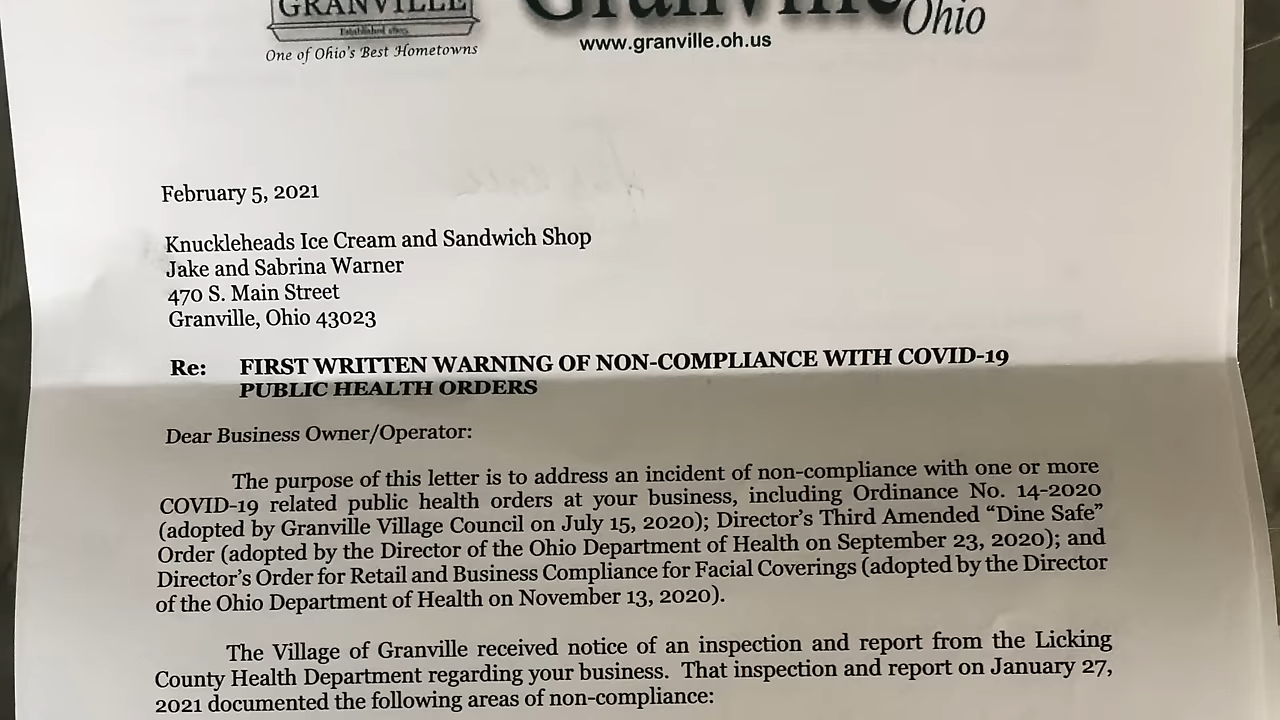 GRANVILLE
Granville
Ohio
One of Ohio's Best Hometowns
www.granville.oh.us
February 5, 2021
Knuckleheads Ice Cream and Sandwich Shop
Jake and Sabrina Warner
470 S. Main Street
Granville, Ohio 43023
Re: FIRST WRITTEN WARNING OF NON-COMPLIANCE WITH COVID-19
PUBLIC HEALTH ORDERS
Dear Business Owner/Operator:
The purpose of this letter is to address an incident of non-compliance with one or more
COVID-19 related public health orders at your business, including Ordinance No. 14-2020
(adopted by Granville Village Council on July 15, 2020); Director's Third Amended “Dine Safe”
Order (adopted by the Director of the Ohio Department of Health on September 23, 2020); and
Director's Order for Retail and Business Compliance for Facial Coverings (adopted by the Director
of the Ohio Department of Health on November 13, 2020).
The Village of Granville received notice of an inspection and report from the Licking
County Health Department regarding your business. That inspection and report on January 27,
2021 documented the following areas of non-compliance: